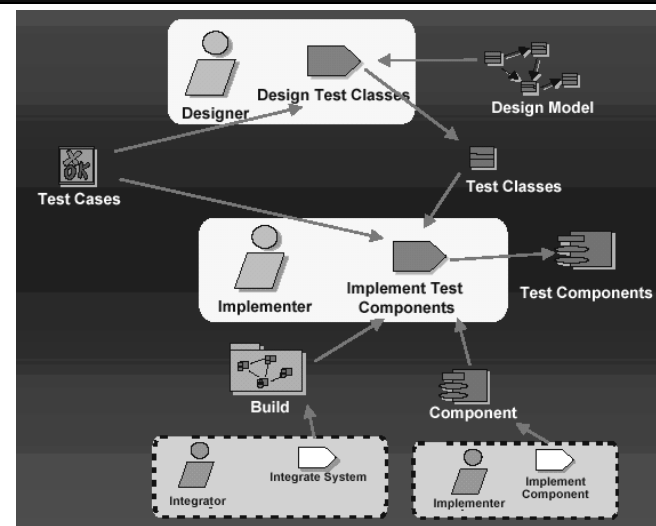 Designer
Design Test Classes
Design Model
X
OK
Test Cases
Test Classes
Implementer
Implement Test
Components
Test Components
Build
Component
Integrator
Integrate System
Implementer
Implement
Component